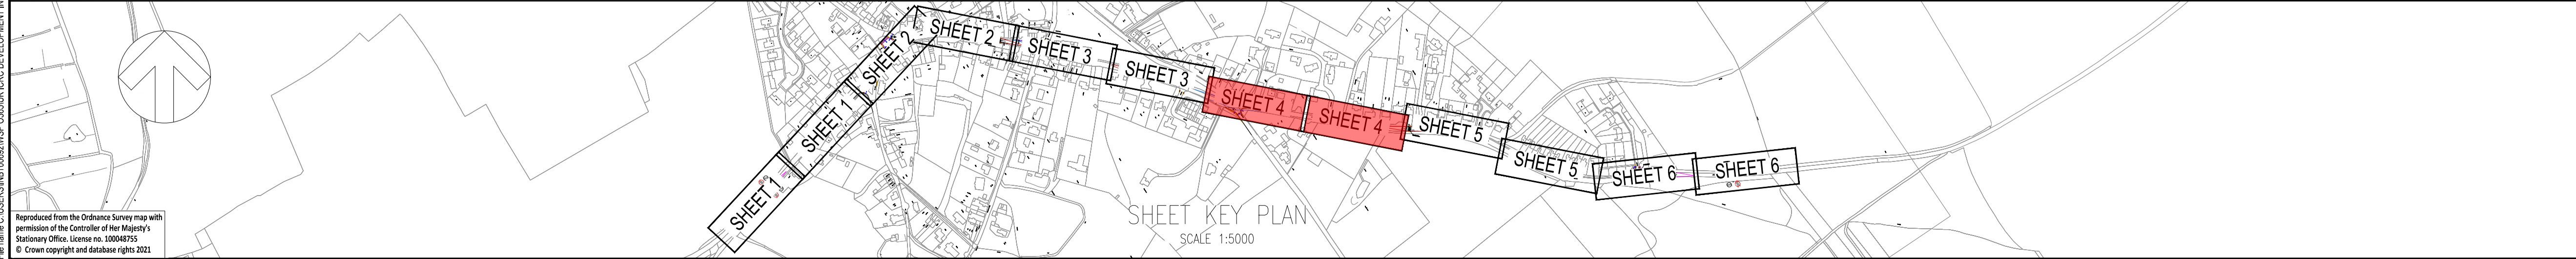 SHEET 1
SHEET 1
SHEET 2
SHEET 2
SHEET 3
SHEET 3
SHEET 4
SHEET 4
SHEET 5
SHEET 5
SHEET 6
SHEET 6
SHEET KEY PLAN
SCALE 1:5000
Reproduced from the Ordnance Survey map with
permission of the Controller of Her Majesty's
Stationary Office. License no. 100048755
© Crown copyright and database rights 2021